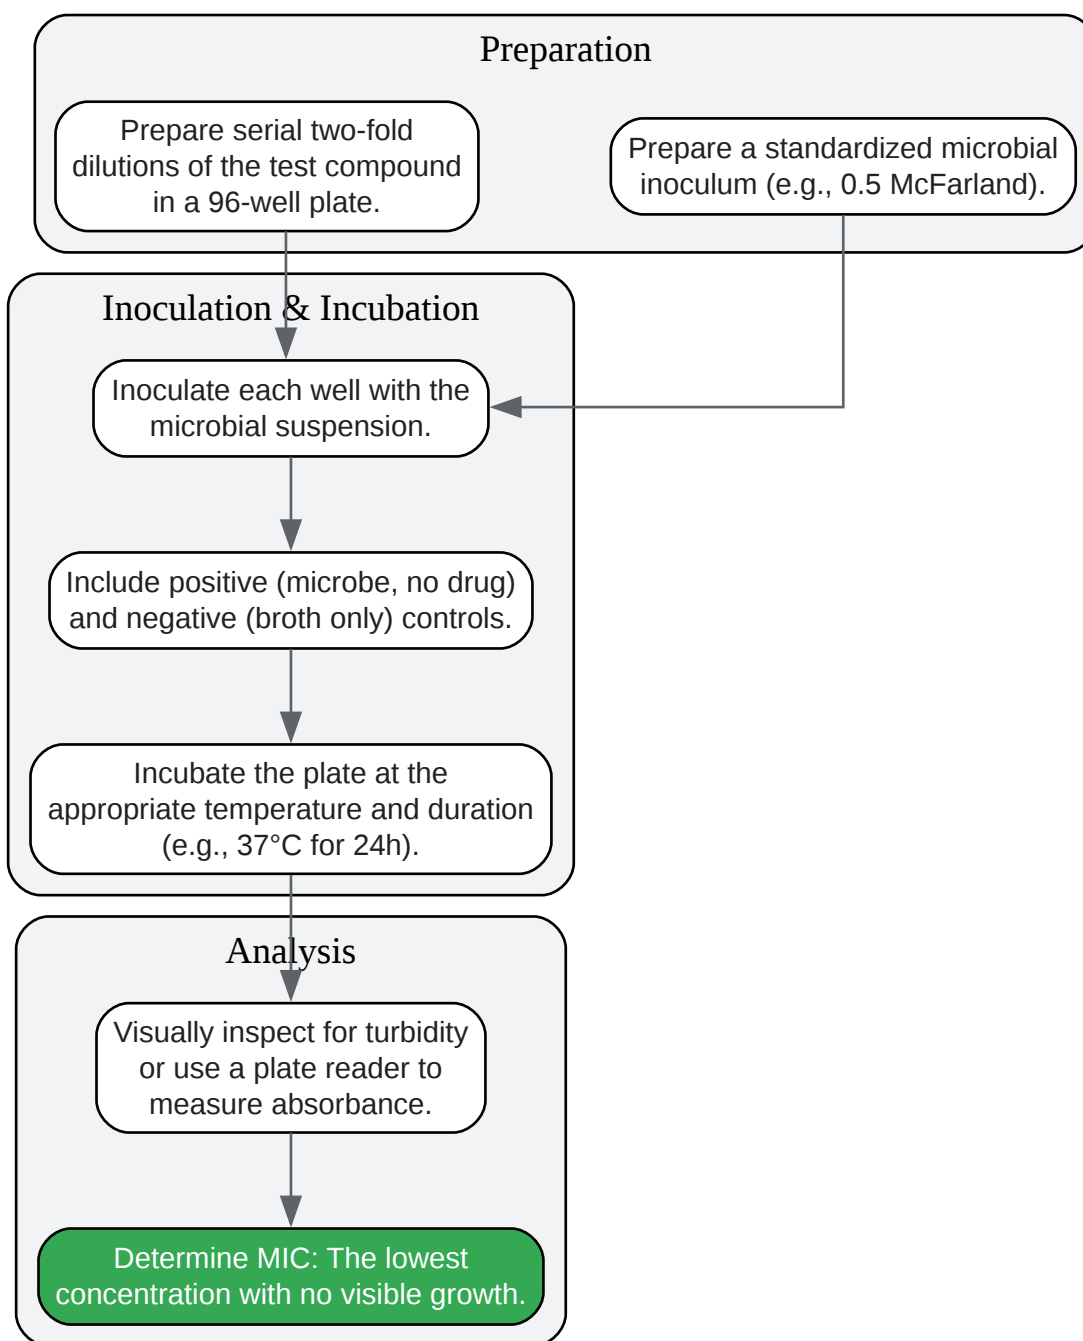 Preparation
Prepare serial two-fold
dilutions of the test compound
in a 96-well plate.
Prepare a standardized microbial
inoculum (e.g., 0.5 McFarland).
Inoculation & Incubation
Inoculate each well with the
microbial suspension.
Include positive (microbe, no drug)
and negative (broth only) controls.
Incubate the plate at the
appropriate temperature and duration
(e.g., 37°C for 24h).
Analysis
Visually inspect for turbidity
or use a plate reader to
measure absorbance.
Determine MIC: The lowest
concentration with no visible growth.